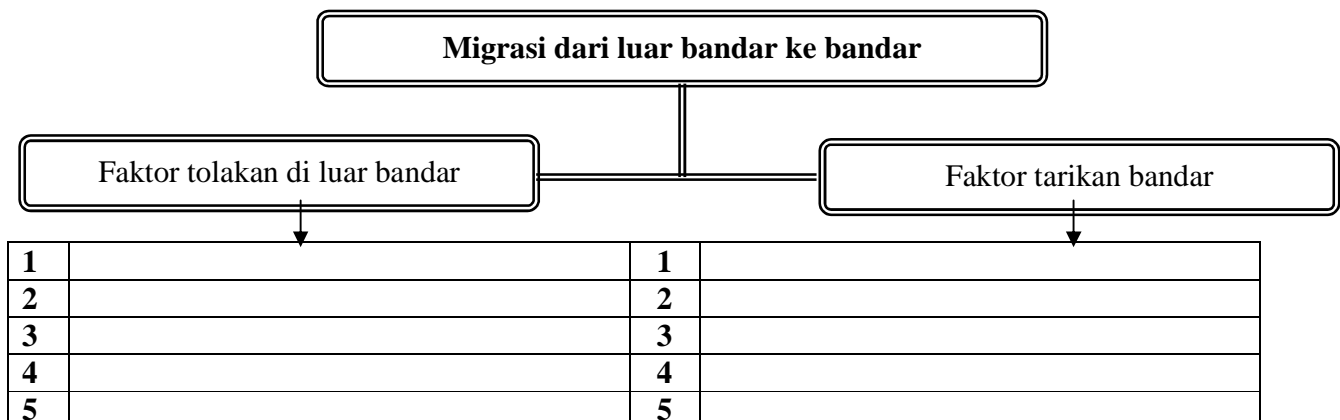 Migrasi dari luar bandar ke bandar
Faktor tolakan di luar bandar
Faktor tarikan bandar
1 1
2 2
3 3
4 4
5 5